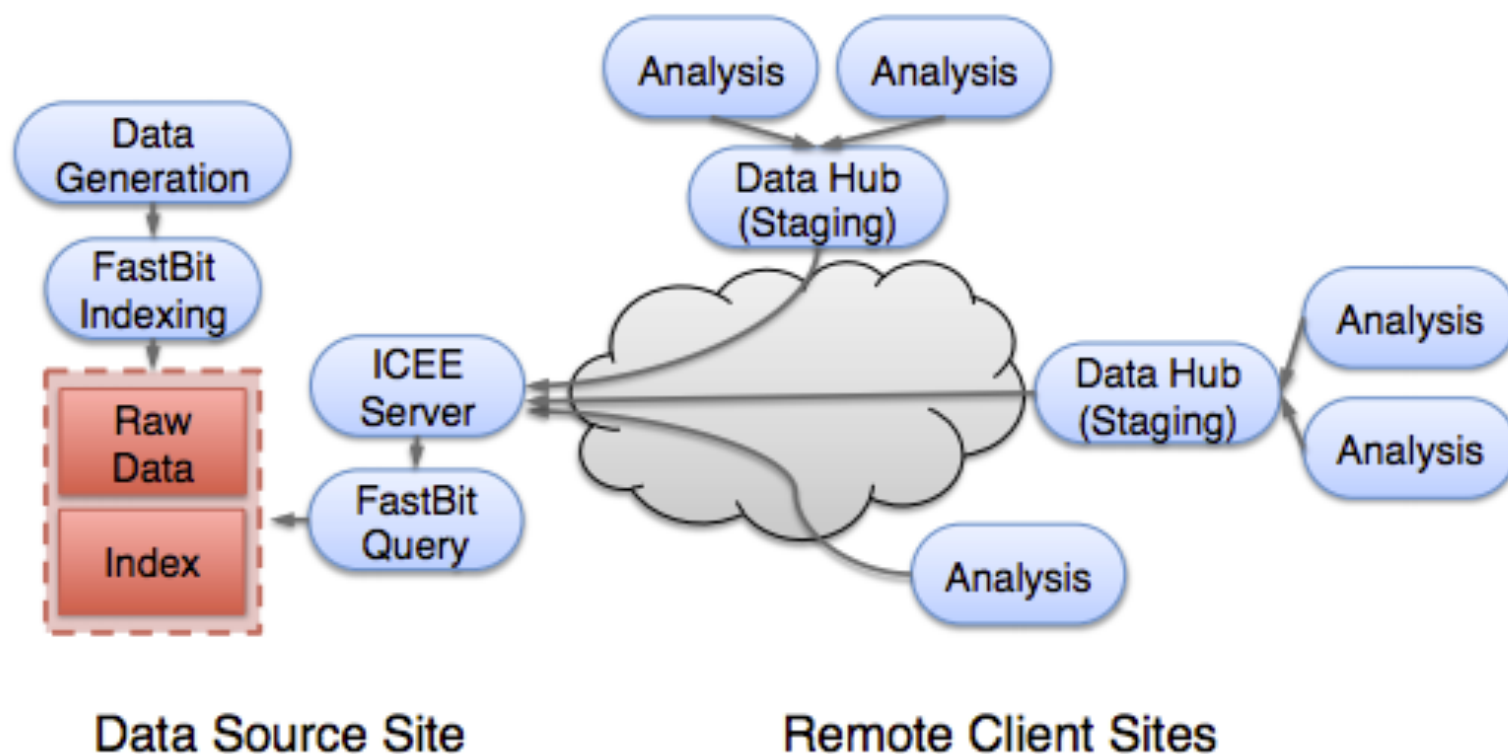 Analysis
Analysis
Data
Generation
Data Hub
(Staging)
FastBit
Indexing
Analysis
ICEE
Server
Data Hub
(Staging)
Raw
Data
Analysis
FastBit
Query
Index
Analysis
Data Source Site
Remote Client Sites